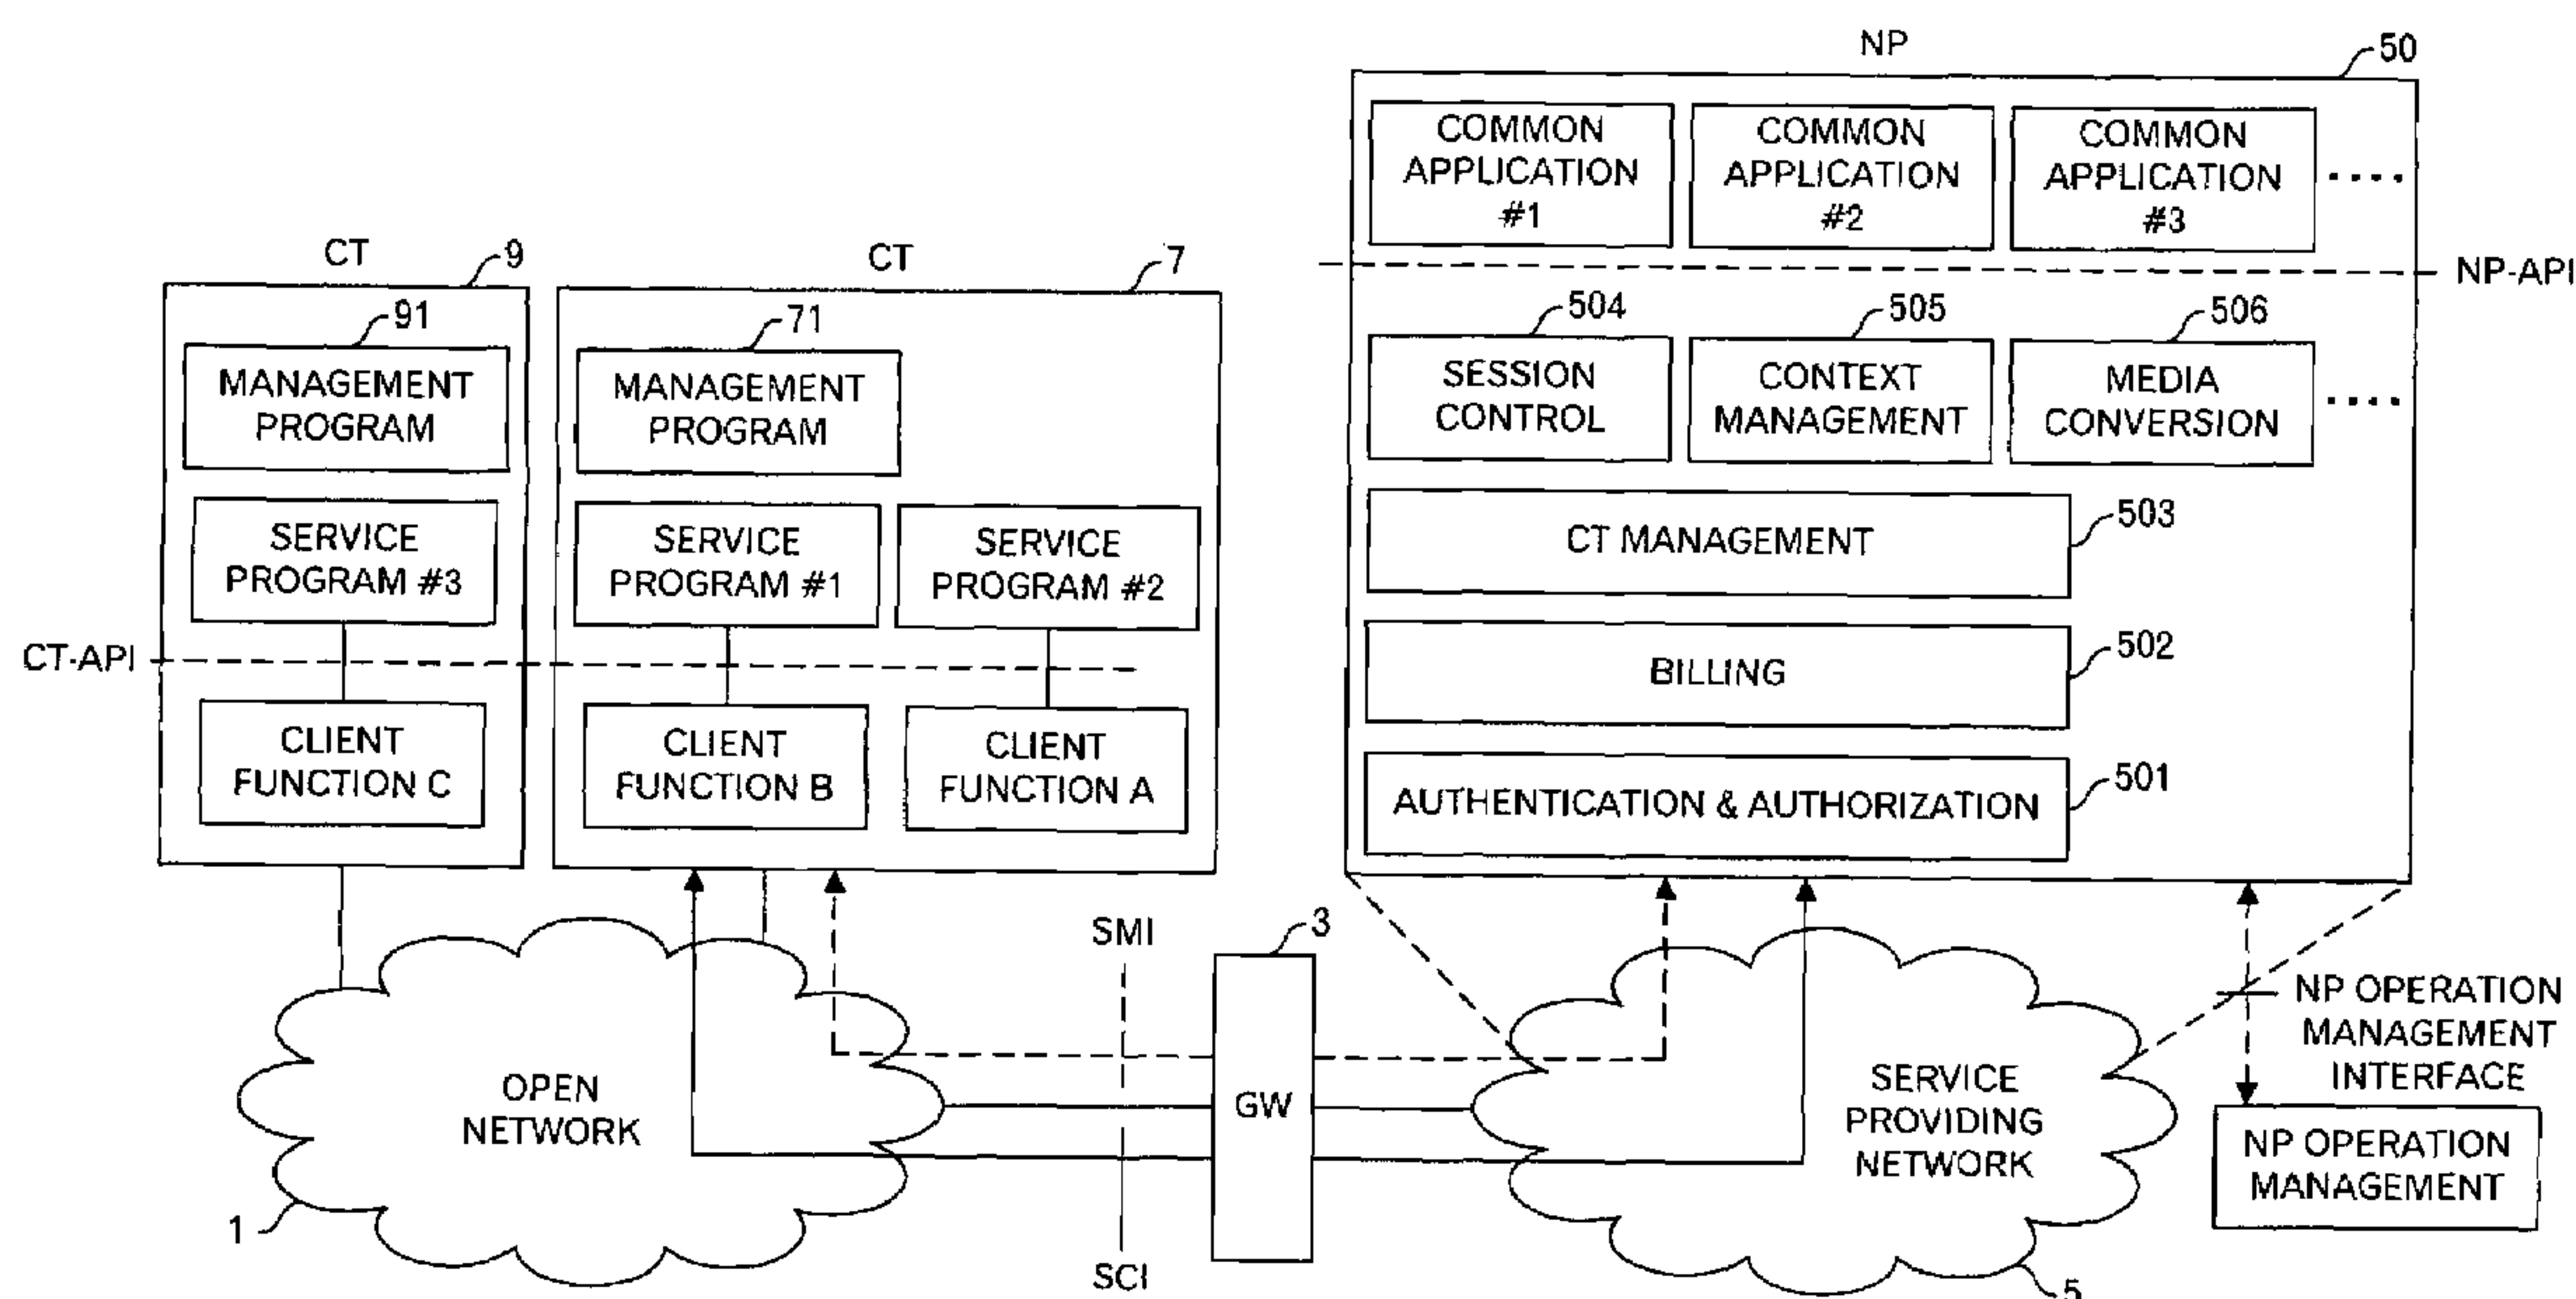 NP
50
COMMON
APPLICATION
#1
COMMON
APPLICATION
#2
COMMON
APPLICATION
#3
....
NP-API
CT
9
CT
7
91
MANAGEMENT
PROGRAM
71
MANAGEMENT
PROGRAM
504
SESSION
CONTROL
505
CONTEXT
MANAGEMENT
506
MEDIA
CONVERSION
....
SERVICE
PROGRAM #3
SERVICE
PROGRAM #1
SERVICE
PROGRAM #2
CT MANAGEMENT
503
CT-API
BILLING
502
CLIENT
FUNCTION C
CLIENT
FUNCTION B
CLIENT
FUNCTION A
AUTHENTICATION & AUTHORIZATION
501
SMI
3
OPEN
NETWORK
GW
SERVICE
PROVIDING
NETWORK
NP OPERATION
MANAGEMENT
INTERFACE
NP OPERATION
MANAGEMENT
1
SCI
5